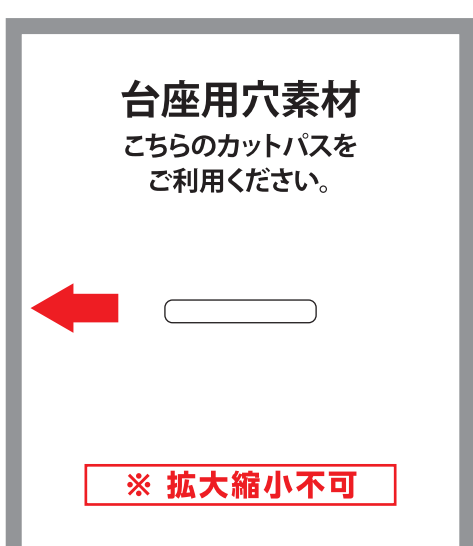 台座用穴素材
こちらのカットパスを
ご利用ください。
※ 拡大縮小不可